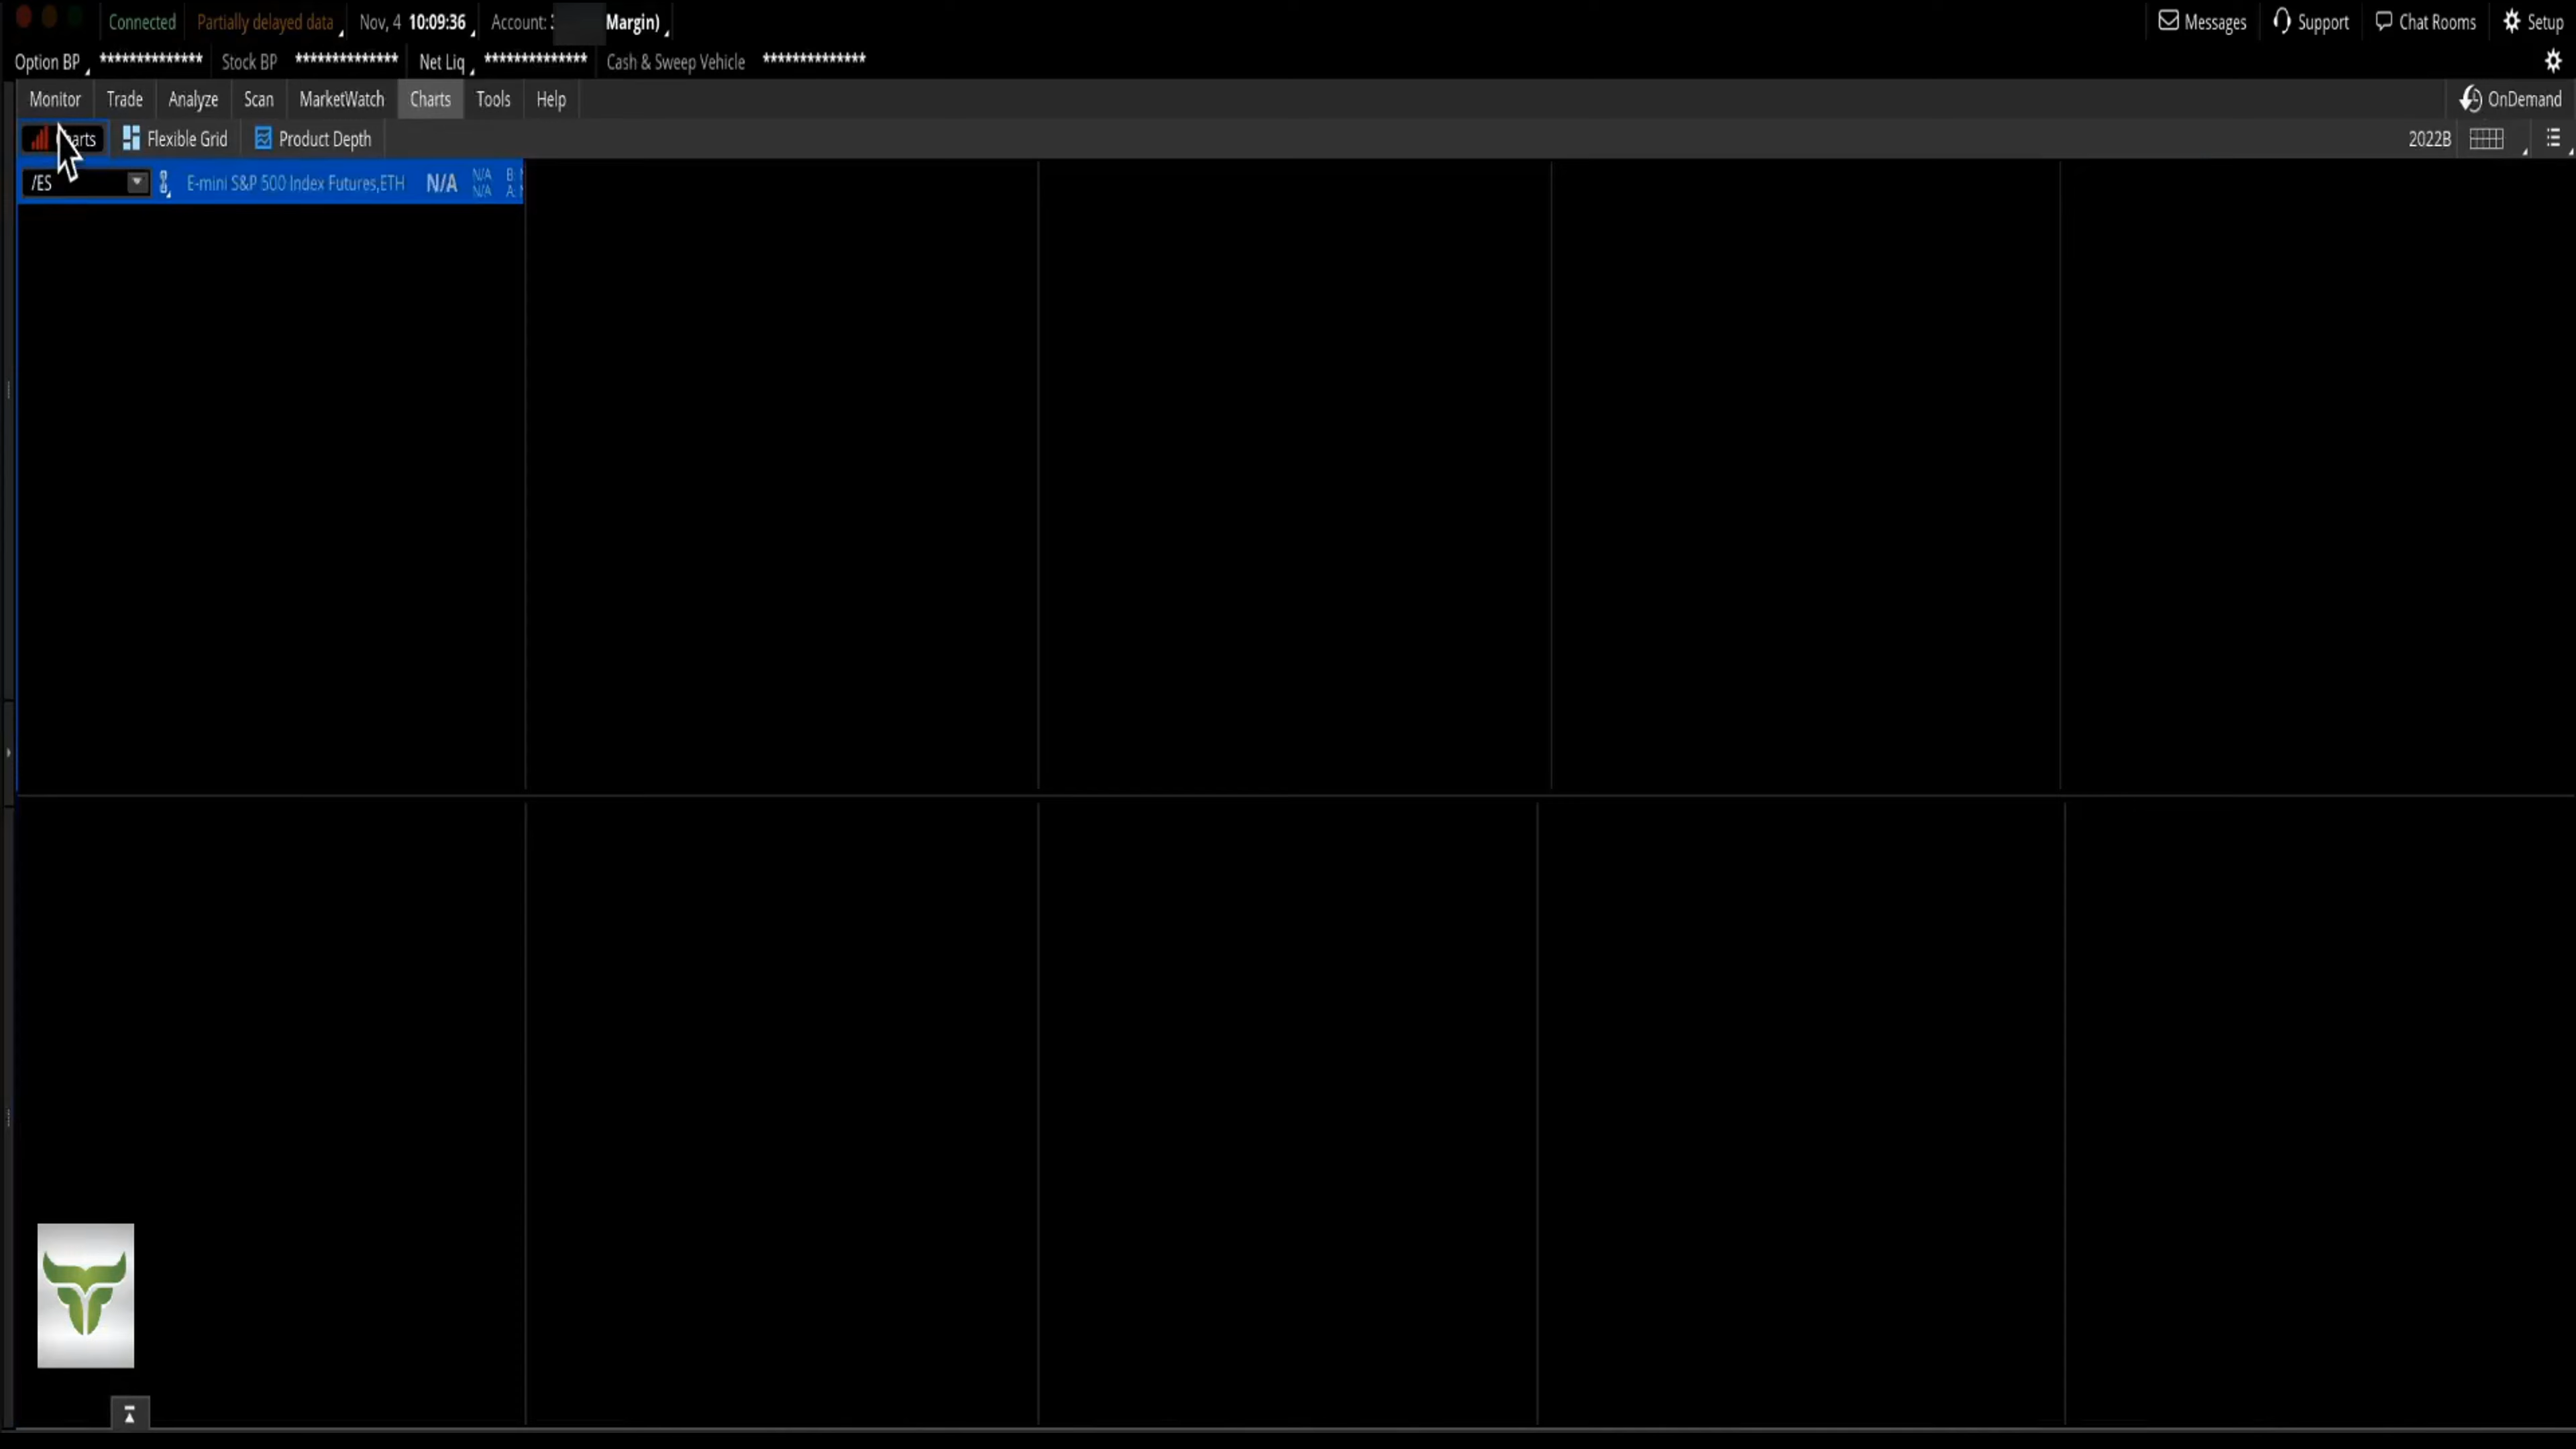 Connected Partially delayed data Nov, 4 10:09:36 Account: Margin) Messages Support Chat Rooms Setup
Option BP ************** Stock BP ************** Net Liq ************** Cash & Sweep Vehicle **************
Monitor Trade Analyze Scan MarketWatch Charts Tools Help OnDemand
Flexible Grid Product Depth 2022B
/ES E-mini S&P 500 Index Futures,ETH N/A N/A B:
N/A A: